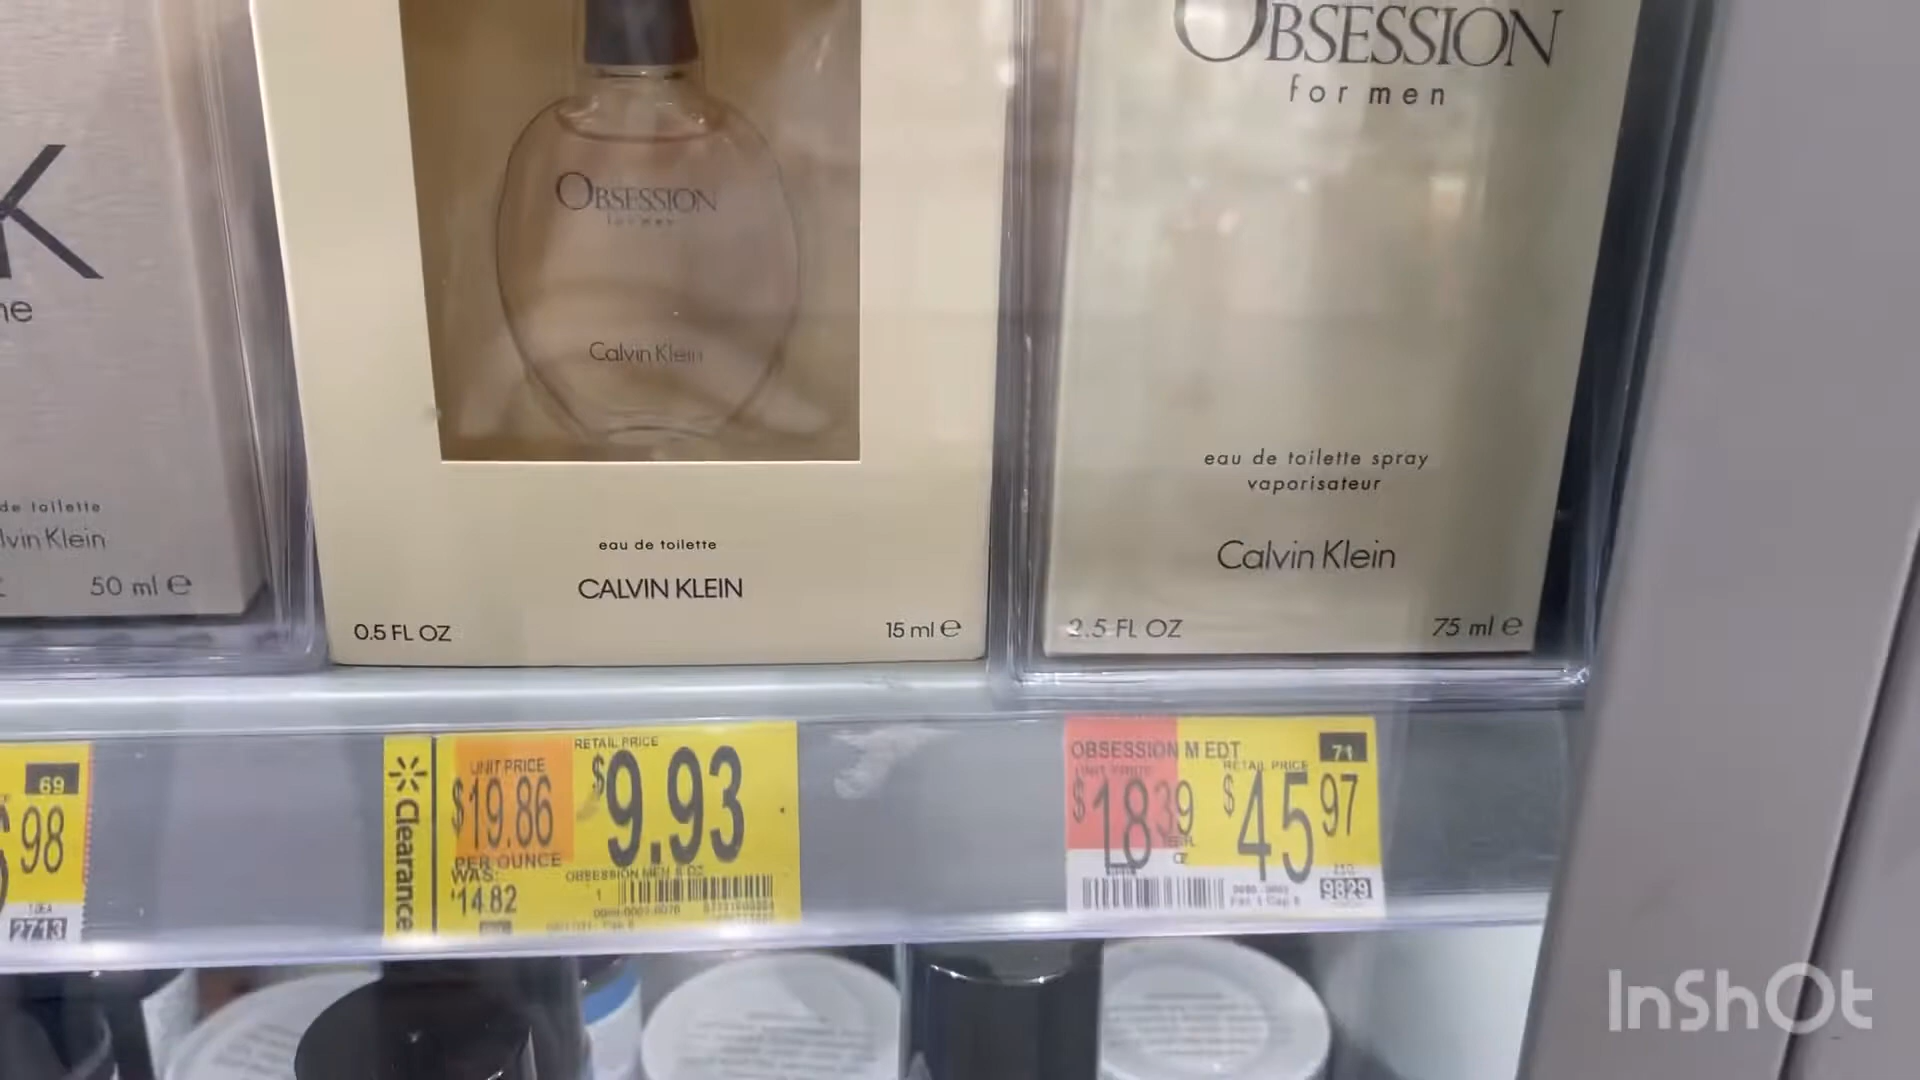 K
ne
de toilette
lvin Klein
50 ml e
OBSESSION
for men
Calvin Klein
eau de toilette
CALVIN KLEIN
0.5 FL OZ
15 ml e
OBSESSION
for men
eau de toilette spray
vaporisateur
Calvin Klein
2.5 FL OZ
75 ml e
69
98
2713
Clearance
UNIT PRICE
$19.86
PER OUNCE
WAS:
$14.82
RETAIL PRICE
$9.93
OBSESSION MEN
OBSESSION M EDT
71
UNIT PRICE
$18.39
RETAIL PRICE
$45.97
9829
InShOt